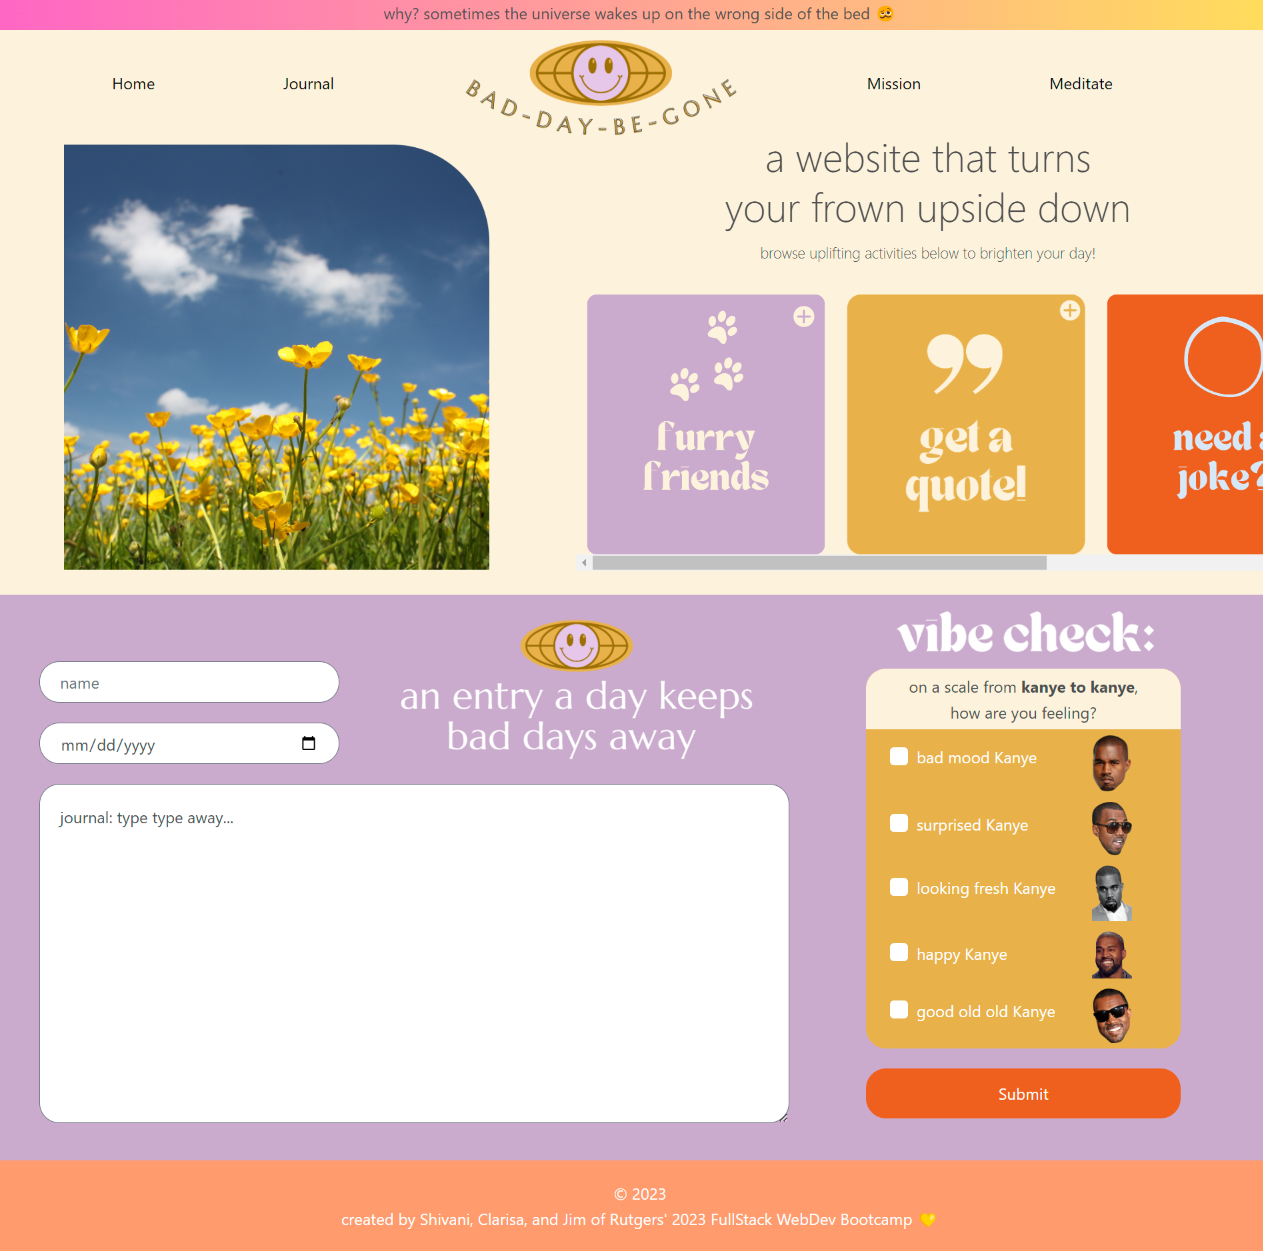 why? sometimes the universe wakes up on the wrong side of the bed 🥴
Home
Journal
BAD-DAY-BE-GONE
Mission
Meditate
a website that turns
your frown upside down
browse uplifting activities below to brighten your day!
furry
friends
get a
quote!
need
joke?
name
mm/dd/yyyy
an entry a day keeps
bad days away
journal: type type away...
vibe check:
on a scale from kanye to kanye,
how are you feeling?
bad mood Kanye
surprised Kanye
looking fresh Kanye
happy Kanye
good old old Kanye
Submit
© 2023
created by Shivani, Clarisa, and Jim of Rutgers' 2023 FullStack WebDev Bootcamp 💛